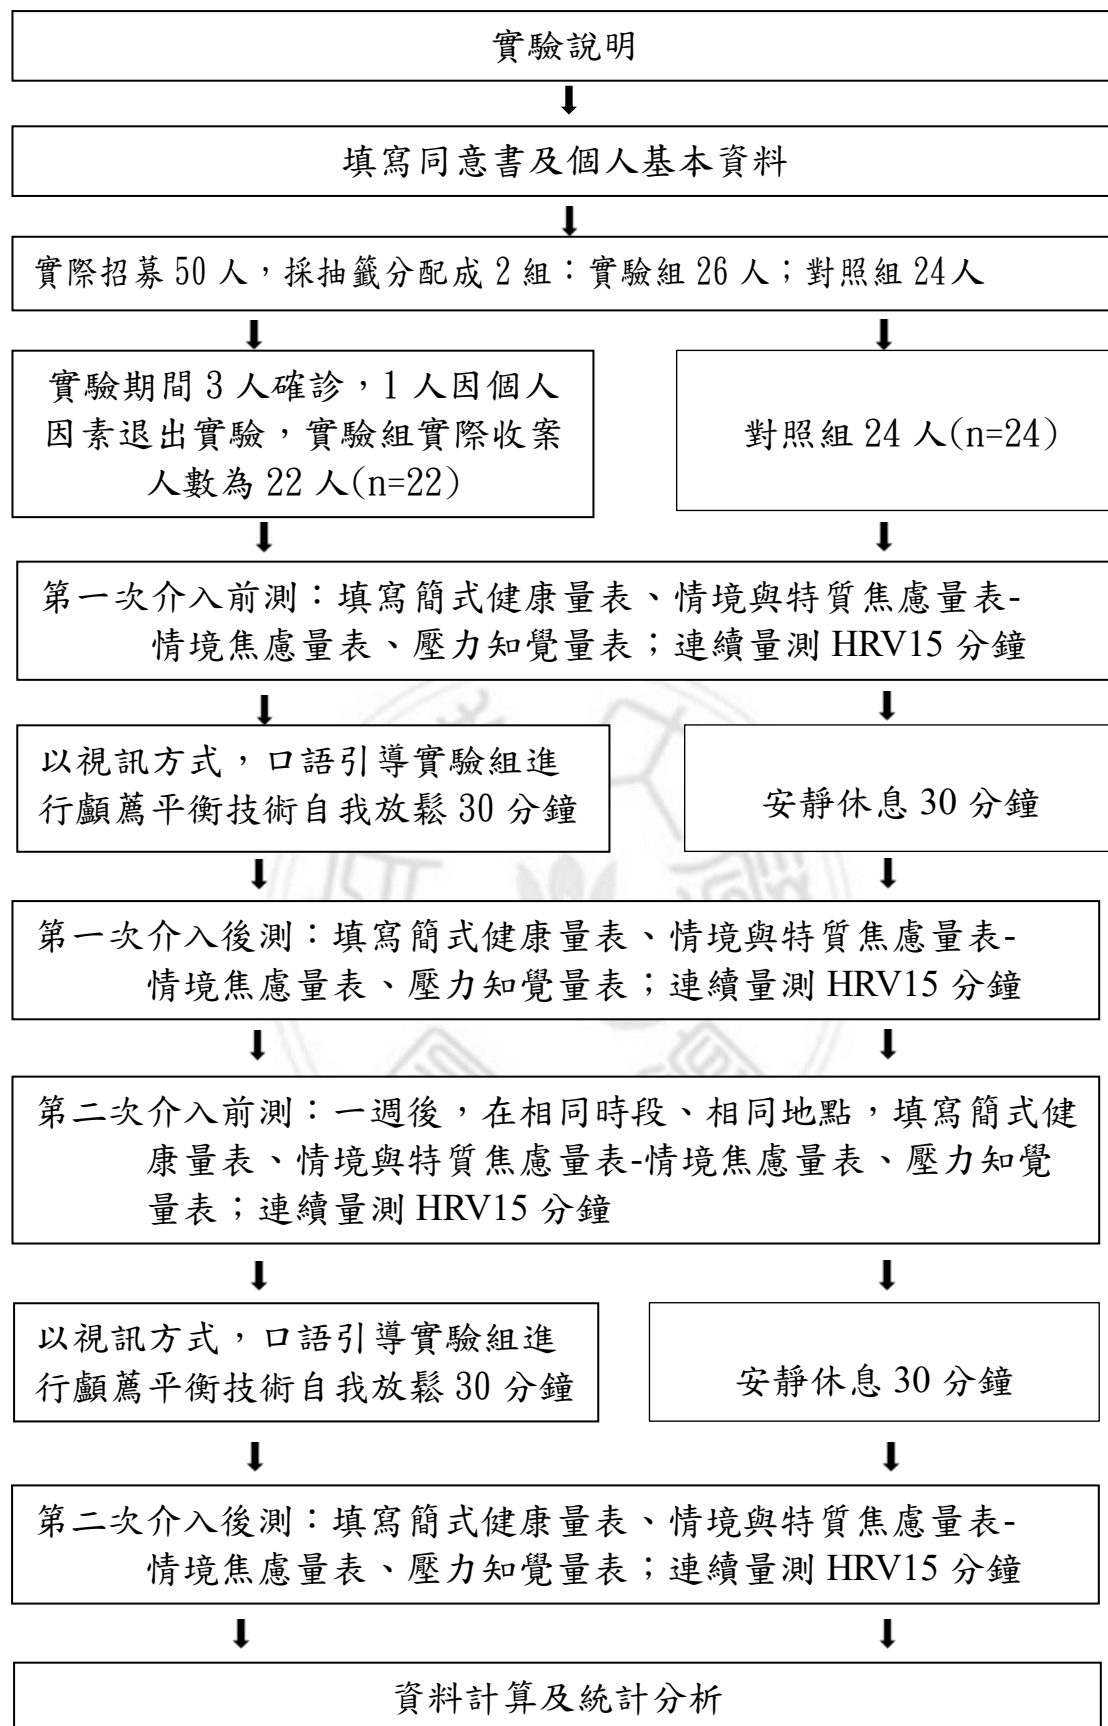 實驗說明
填寫同意書及個人基本資料
實際招募 50 人，採抽籤分配成 2 組：實驗組 26 人；對照組 24 人
實驗期間 3 人確診，1 人因個人
因素退出實驗，實驗組實際收案
人數為 22 人(n=22)
對照組 24 人(n=24)
第一次介入前測：填寫簡式健康量表、情境與特質焦慮量表-
情境焦慮量表、壓力知覺量表；連續量測 HRV15 分鐘
以視訊方式，口語引導實驗組進
行顱薦平衡技術自我放鬆 30 分鐘
安靜休息 30 分鐘
第一次介入後測：填寫簡式健康量表、情境與特質焦慮量表-
情境焦慮量表、壓力知覺量表；連續量測 HRV15 分鐘
第二次介入前測：一週後，在相同時段、相同地點，填寫簡式健
康量表、情境與特質焦慮量表-情境焦慮量表、壓力知覺
量表；連續量測 HRV15 分鐘
以視訊方式，口語引導實驗組進
行顱薦平衡技術自我放鬆 30 分鐘
安靜休息 30 分鐘
第二次介入後測：填寫簡式健康量表、情境與特質焦慮量表-
情境焦慮量表、壓力知覺量表；連續量測 HRV15 分鐘
資料計算及統計分析